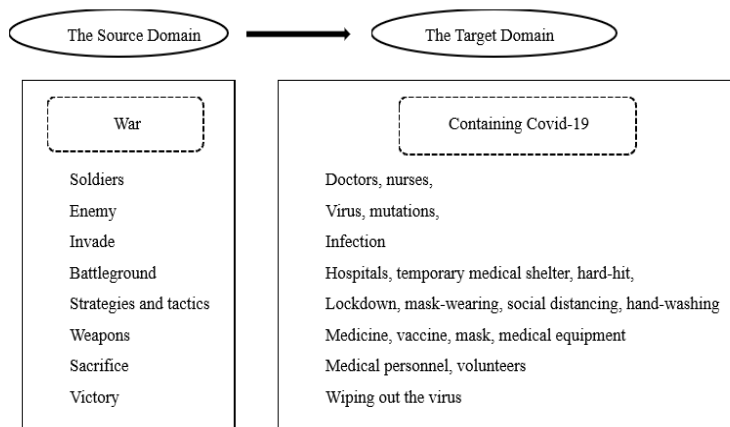 The Source Domain
The Target Domain
War
Containing Covid-19
Soldiers
Doctors, nurses,
Enemy
Virus, mutations,
Invade
Infection
Battleground
Hospitals, temporary medical shelter, hard-hit,
Strategies and tactics
Lockdown, mask-wearing, social distancing, hand-washing
Weapons
Medicine, vaccine, mask, medical equipment
Sacrifice
Medical personnel, volunteers
Victory
Wiping out the virus